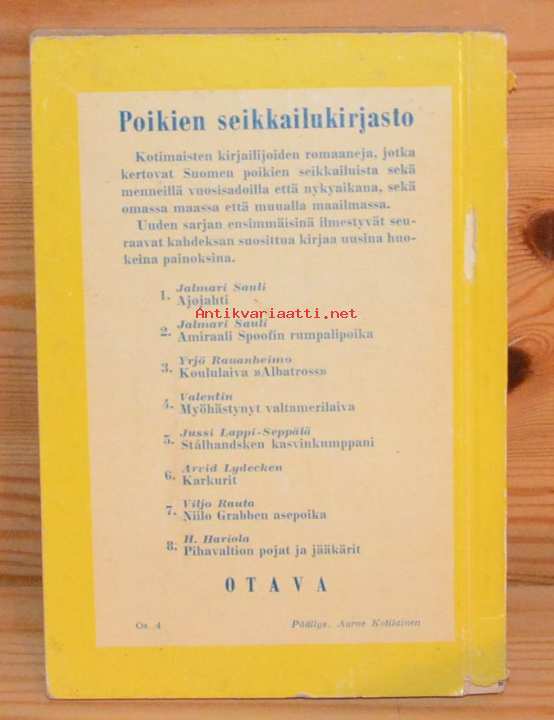 Poikien seikkailukirjasto
Kotimaisten kirjailijoiden romaaneja, jotka
kertovat Suomen poikien seikkailuista sekä
menneillä vuosisadoilla että nykyaikana, sekä
omassa maassa että muualla maailmassa.
Uuden sarjan ensimmäisinä ilmestyvät seu-
raavat kahdeksan suosittua kirjaa uusina huo-
keina painoksina.
1. Jalmari Sauli
Ajojahti
Antikvariaatti.net
2. Jalmari Sauli
Amiraali Spoofin rumpalipoika
3. Yrjö Rauanheimo
Koululaiva »Albatross»
4. Valentin
Myöhästynyt valtamerilaiva
5. Jussi Lappi-Seppälä
Stålhandsken kasvinkumppani
6. Arvid Lydecken
Karkurit
7. Viljo Rauta
Niilo Grabben asepoika
8. H. Hariola
Pihavaltion pojat ja jääkärit
OTAVA
Os. 4 Päällys. Aarne Kotilainen